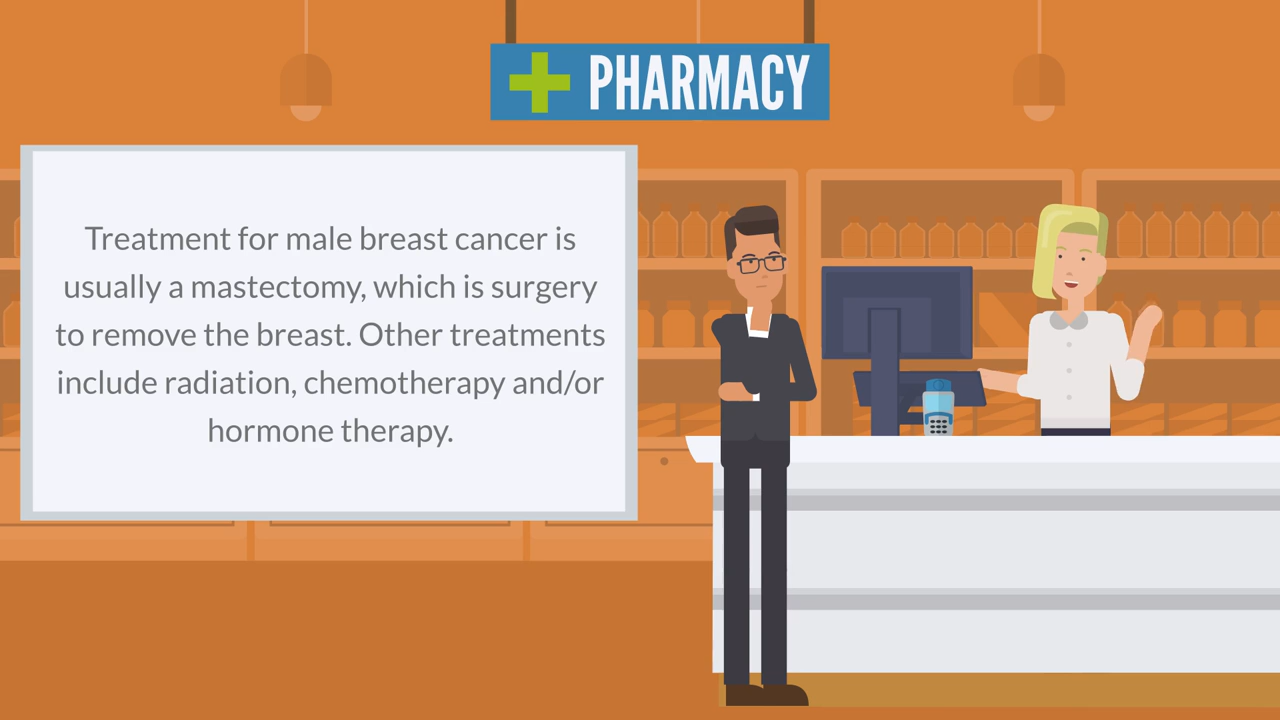 PHARMACY
Treatment for male breast cancer is
usually a mastectomy, which is surgery
to remove the breast. Other treatments
include radiation, chemotherapy and/or
hormone therapy.